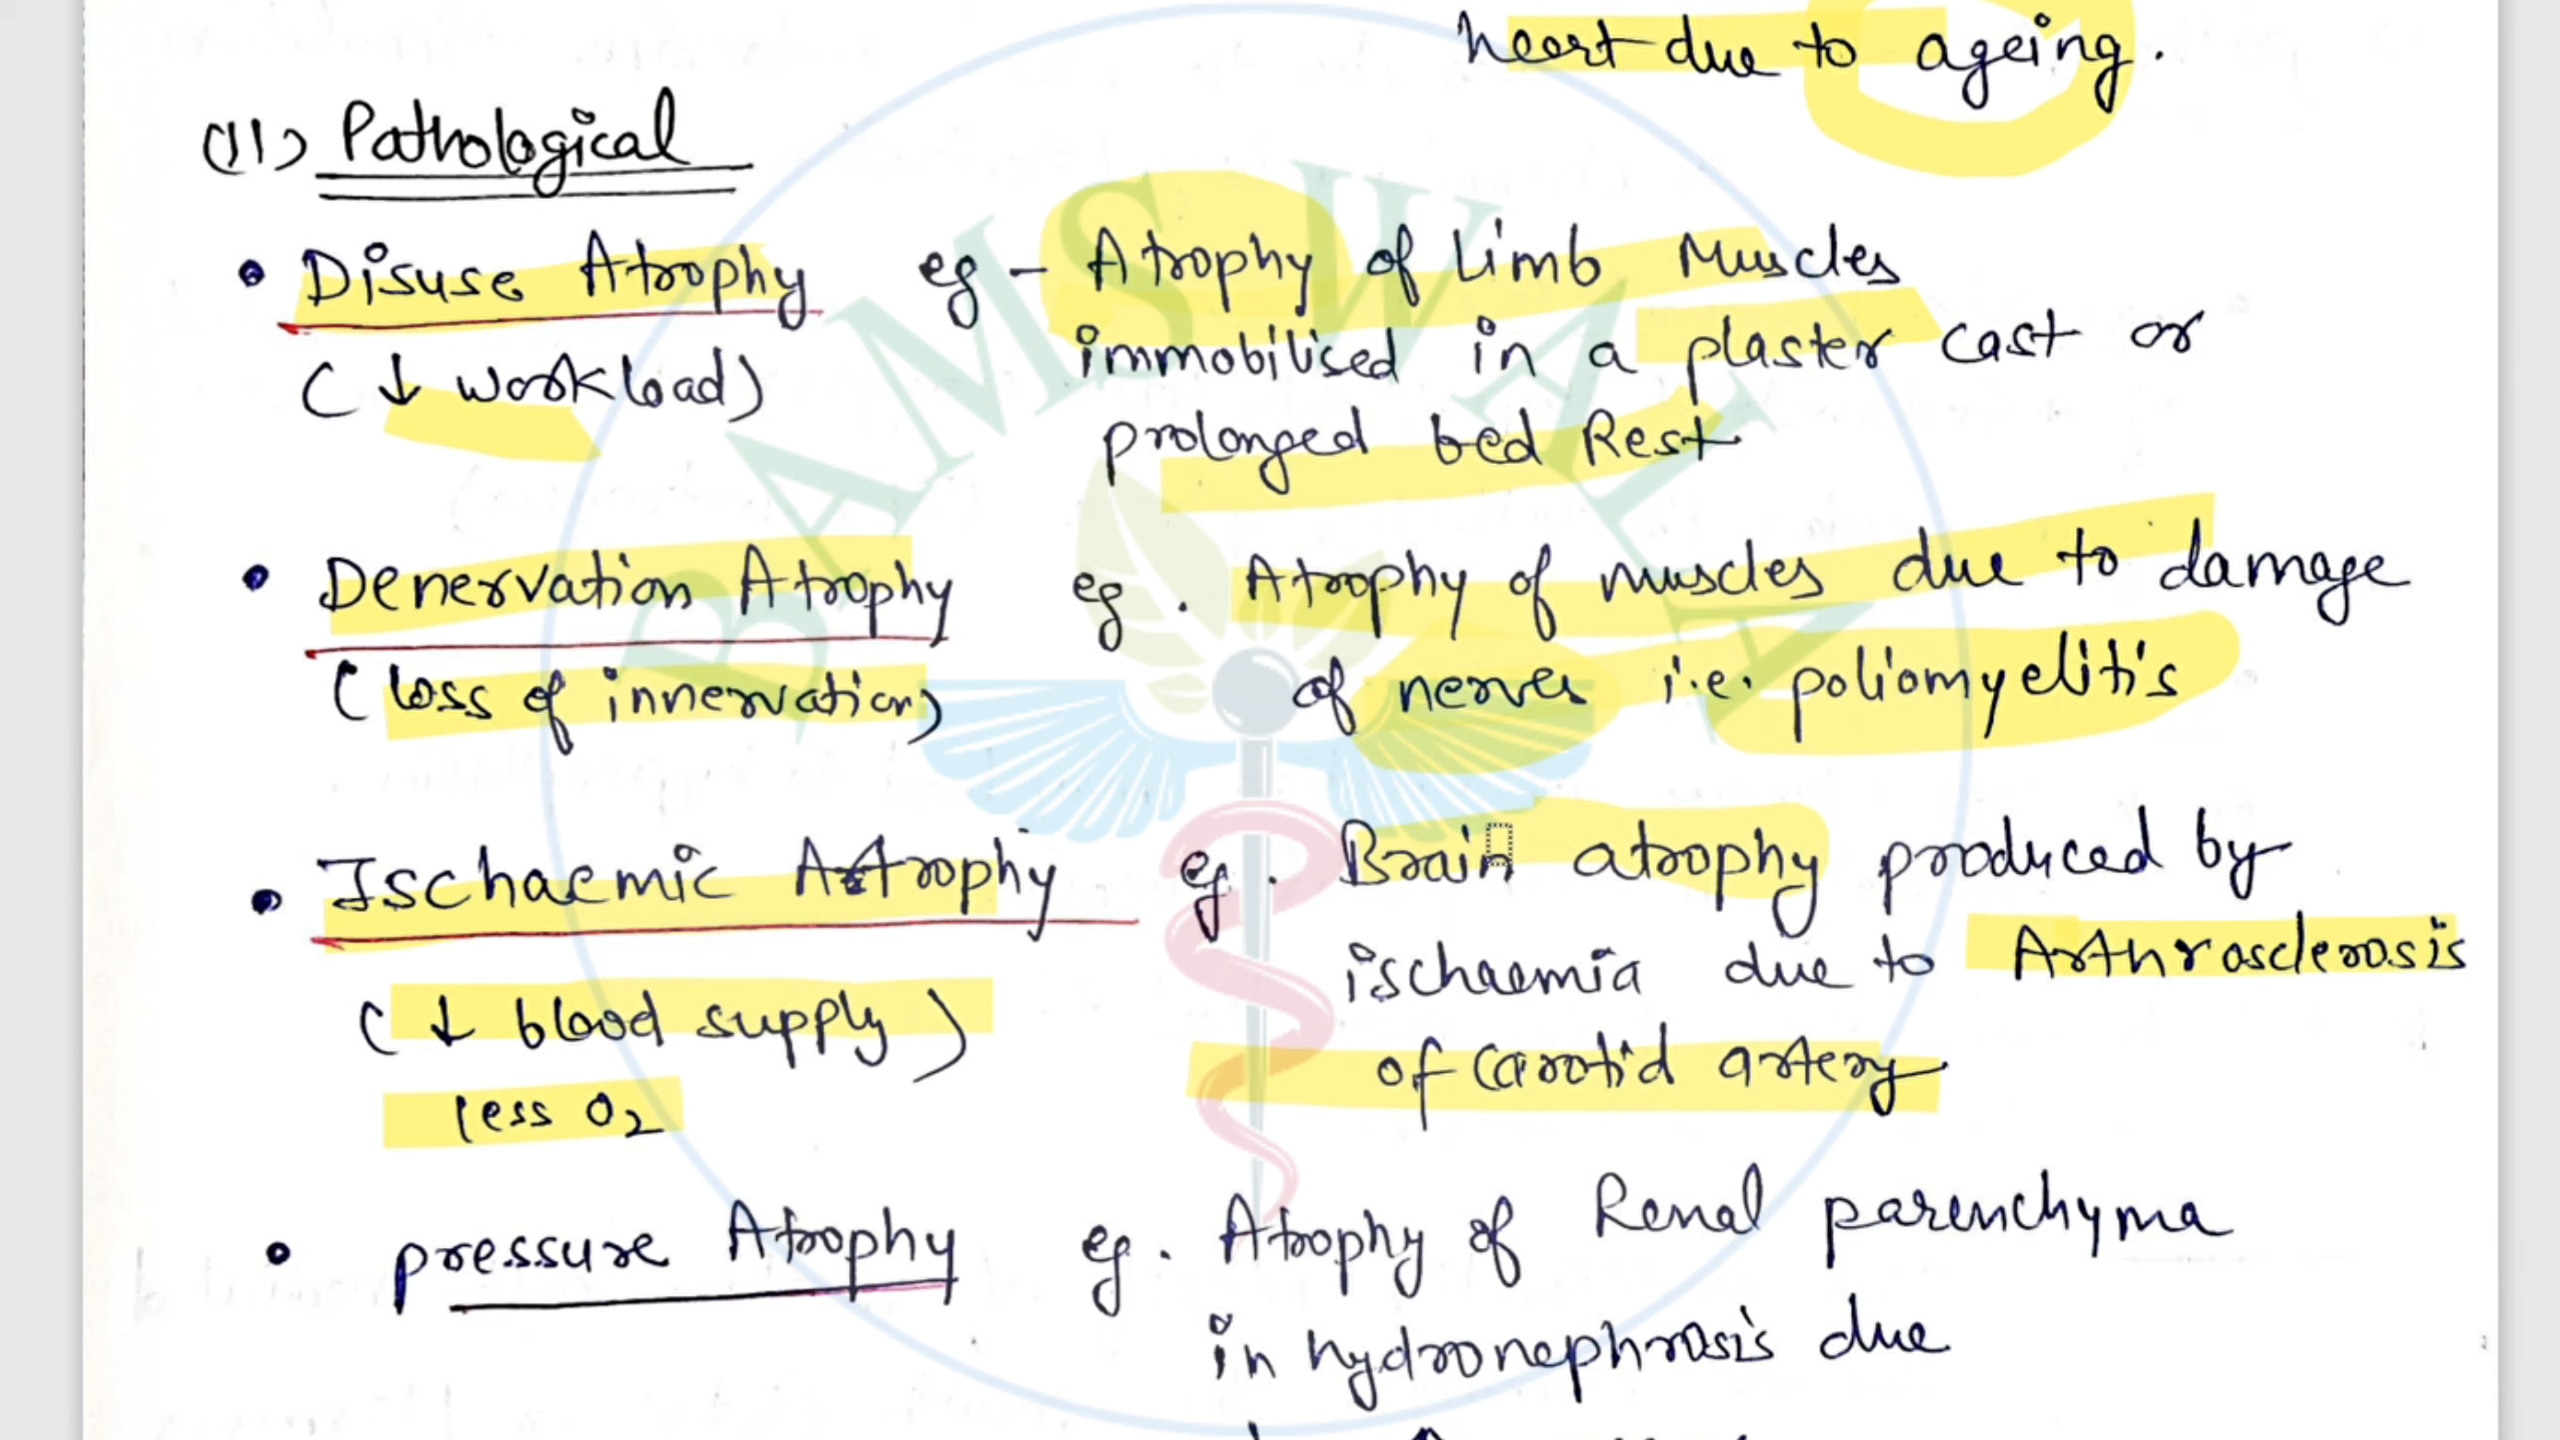 heart due to ageing.
(II) Pathological
• Disuse Atrophy eg - Atrophy of limb Muscles
(↓ workload) immobilised in a plaster cast or
prolonged bed Rest
• Denervation Atrophy eg. Atrophy of muscles due to damage
(loss of innervation) of nerves i.e. poliomyelitis
• Ischaemic Atrophy eg. Brain atrophy produced by
ischaemia due to Arthrosclerosis
(↓ blood supply) of carotid artery
less O2
• pressure Atrophy eg. Atrophy of Renal parenchyma
in hydronephrosis due
BAMS WALA